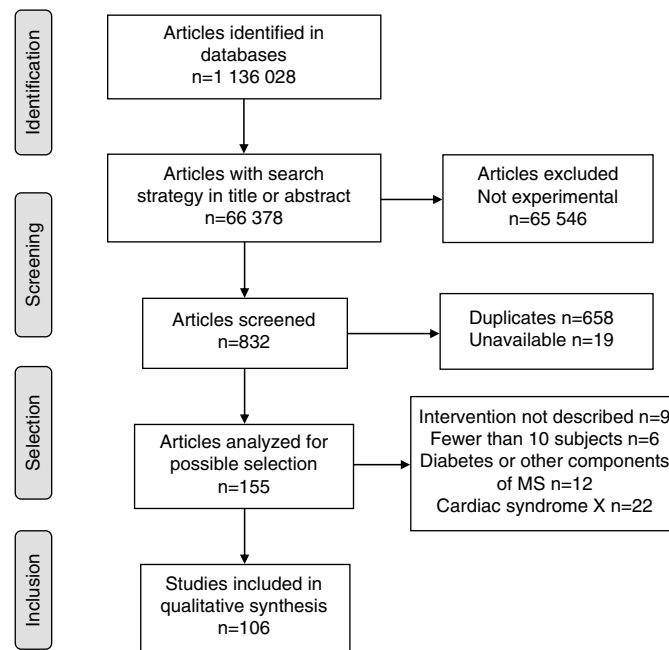 Identification
Articles identified in
databases
n=1 136 028
Articles with search
strategy in title or abstract
n=66 378
Articles excluded
Not experimental
n=65 546
Screening
Articles screened
n=832
Duplicates n=658
Unavailable n=19
Selection
Articles analyzed for
possible selection
n=155
Intervention not described n=9
Fewer than 10 subjects n=6
Diabetes or other components
of MS n=12
Cardiac syndrome X n=22
Inclusion
Studies included in
qualitative synthesis
n=106